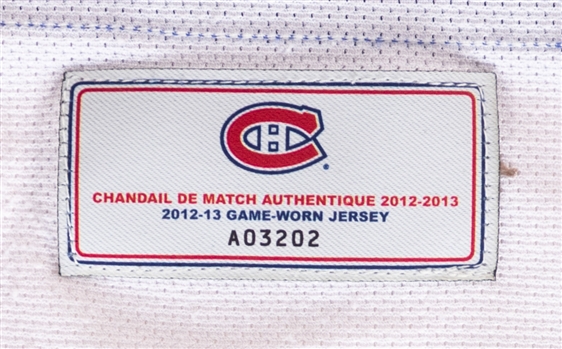 CHANDAIL DE MATCH AUTHENTIQUE 2012-2013
2012-13 GAME-WORN JERSEY
A03202